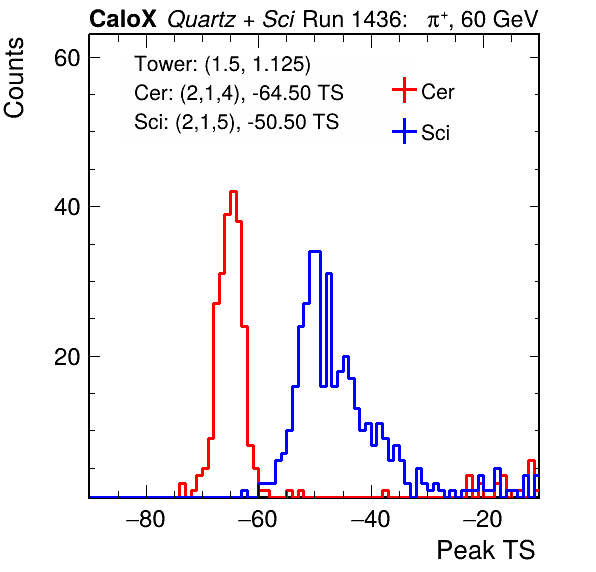 CaloX Quartz + Sci Run 1436: π⁺, 60 GeV
Counts
60
40
20
Tower: (1.5, 1.125)
Cer: (2,1,4), -64.50 TS
Sci: (2,1,5), -50.50 TS
Cer
Sci
−80 −60 −40 −20
Peak TS